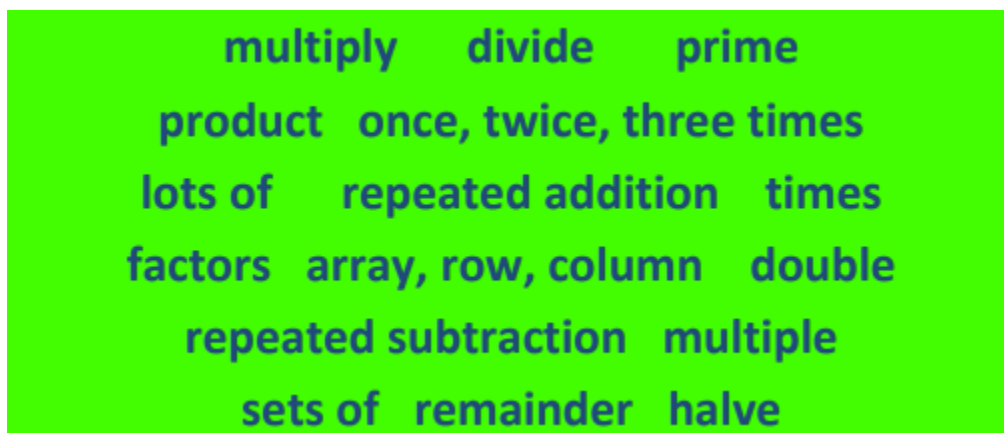 multiply divide prime
product once, twice, three times
lots of repeated addition times
factors array, row, column double
repeated subtraction multiple
sets of remainder halve